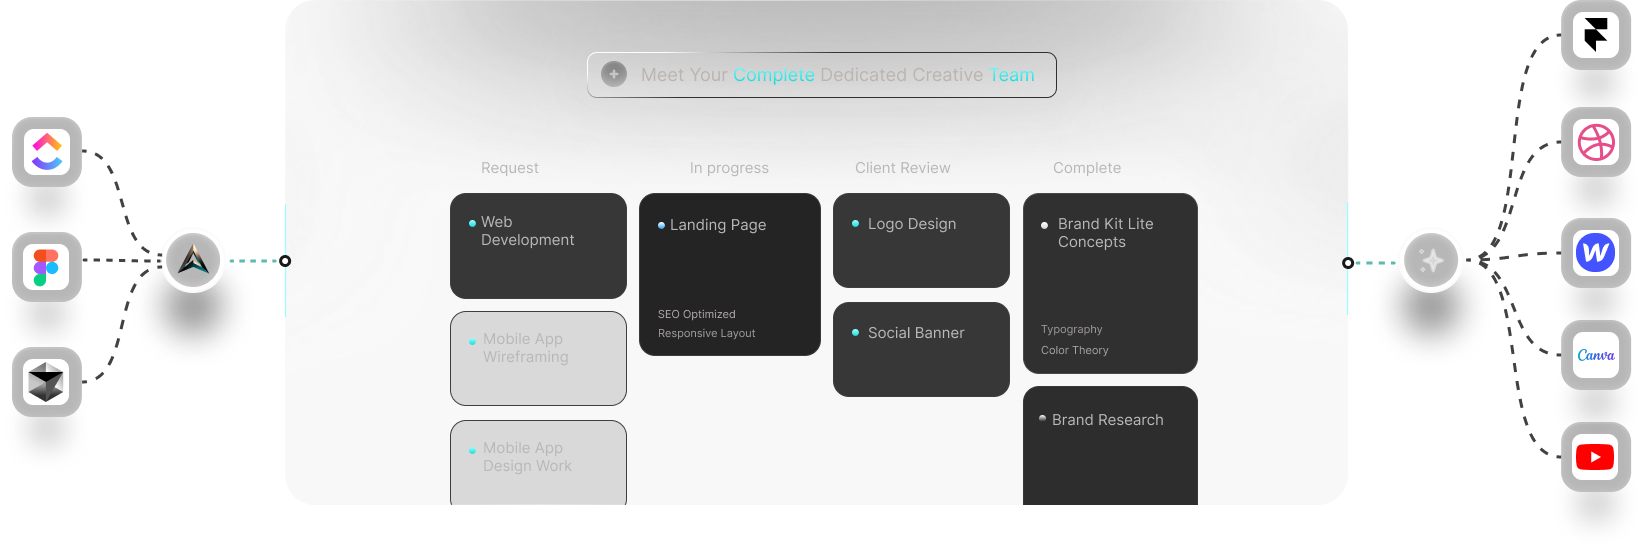 Meet Your Complete Dedicated Creative Team
Request
In progress
Client Review
Complete
Web
Development
Mobile App
Wireframing
Mobile App
Design Work
Landing Page
SEO Optimized
Responsive Layout
Logo Design
Social Banner
Brand Kit Lite
Concepts
Typography
Color Theory
Brand Research
Canva